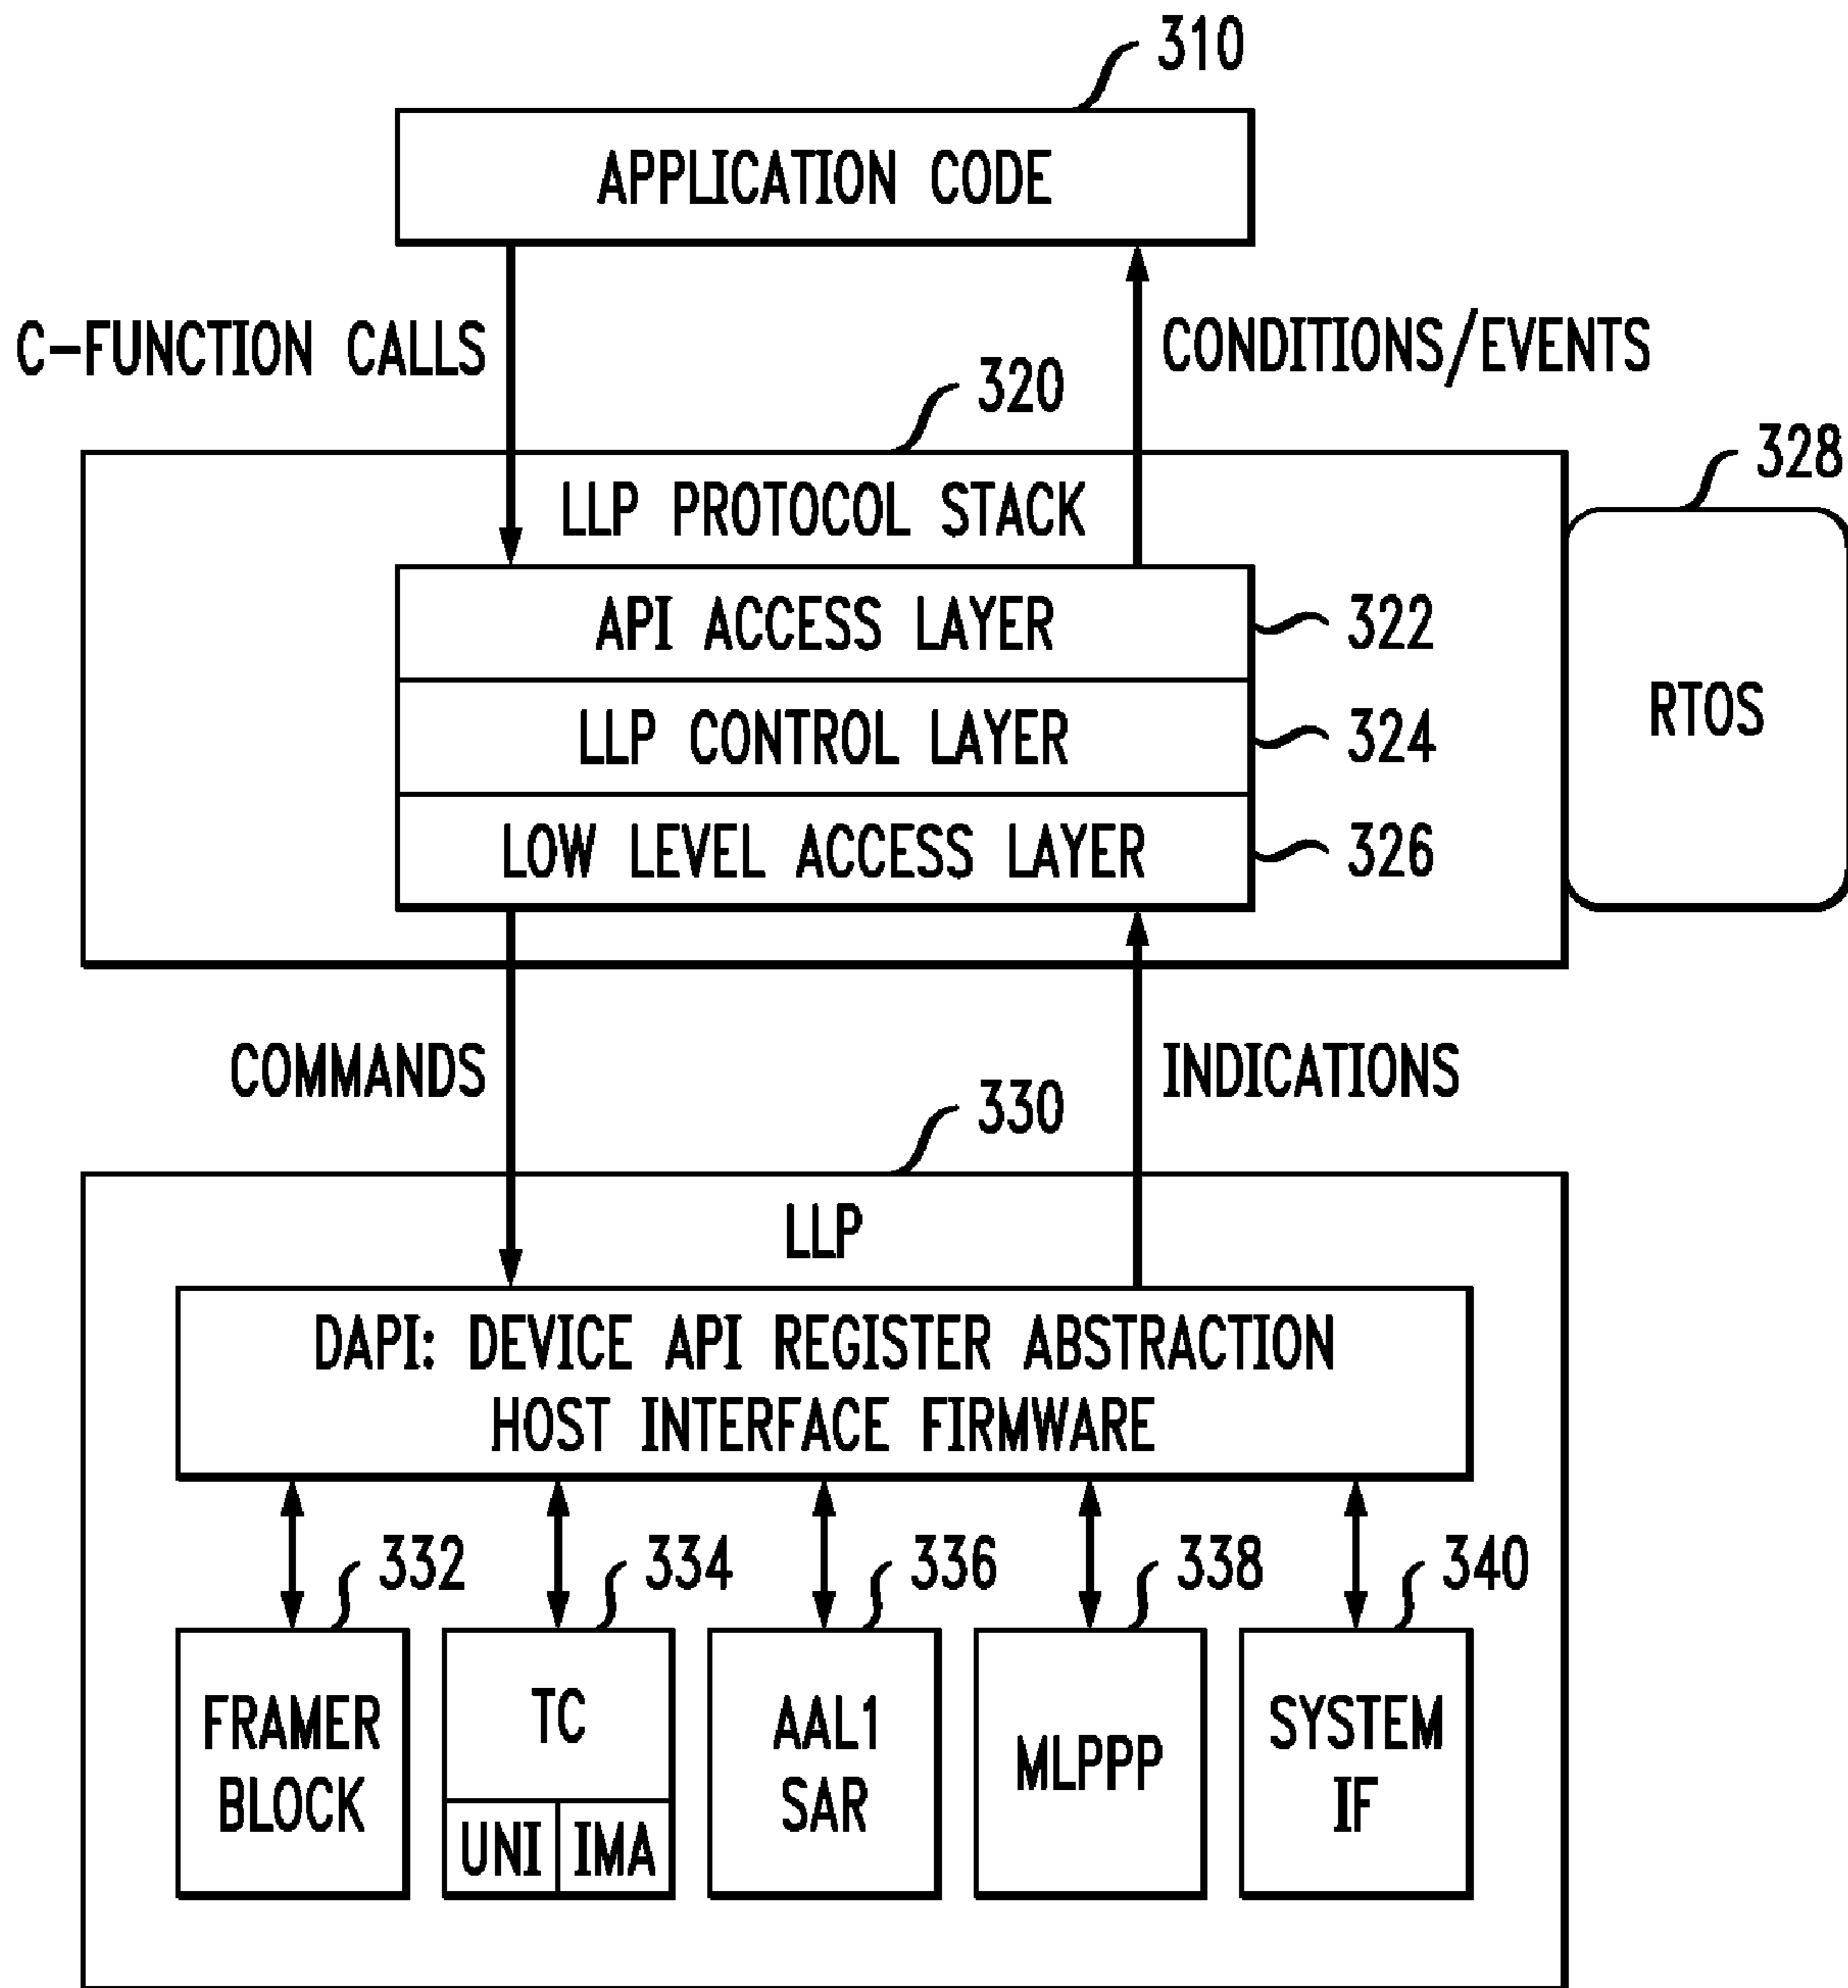 310
APPLICATION CODE
C-FUNCTION CALLS
CONDITIONS/EVENTS
320
328
LLP PROTOCOL STACK
API ACCESS LAYER
322
RTOS
LLP CONTROL LAYER
324
LOW LEVEL ACCESS LAYER
326
COMMANDS
INDICATIONS
330
LLP
DAPI: DEVICE API REGISTER ABSTRACTION
HOST INTERFACE FIRMWARE
332
334
336
338
340
FRAMER
BLOCK
TC
UNI
IMA
AAL1
SAR
MLPPP
SYSTEM
IF